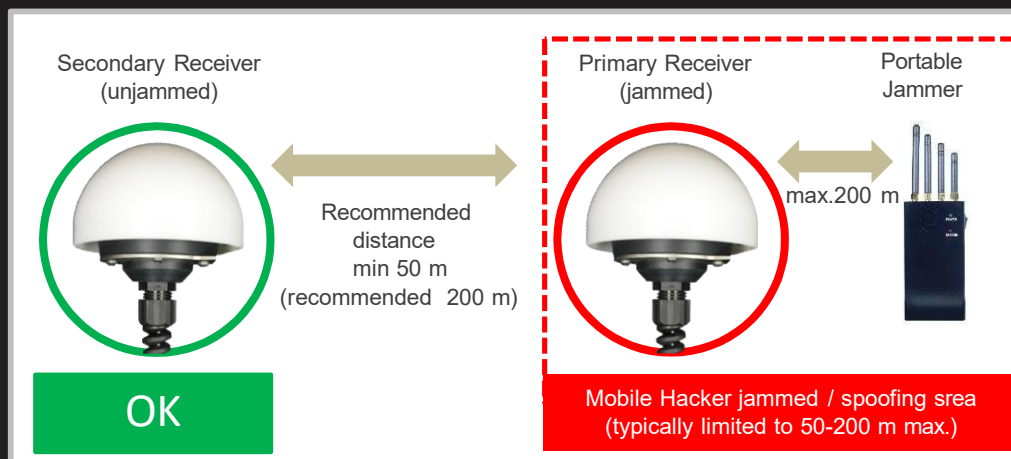 Secondary Receiver
(unjammed)
Primary Receiver
(jammed)
Portable
Jammer
Recommended
distance
min 50 m
(recommended 200 m)
max.200 m
OK
Mobile Hacker jammed / spoofing srea
(typically limited to 50-200 m max.)